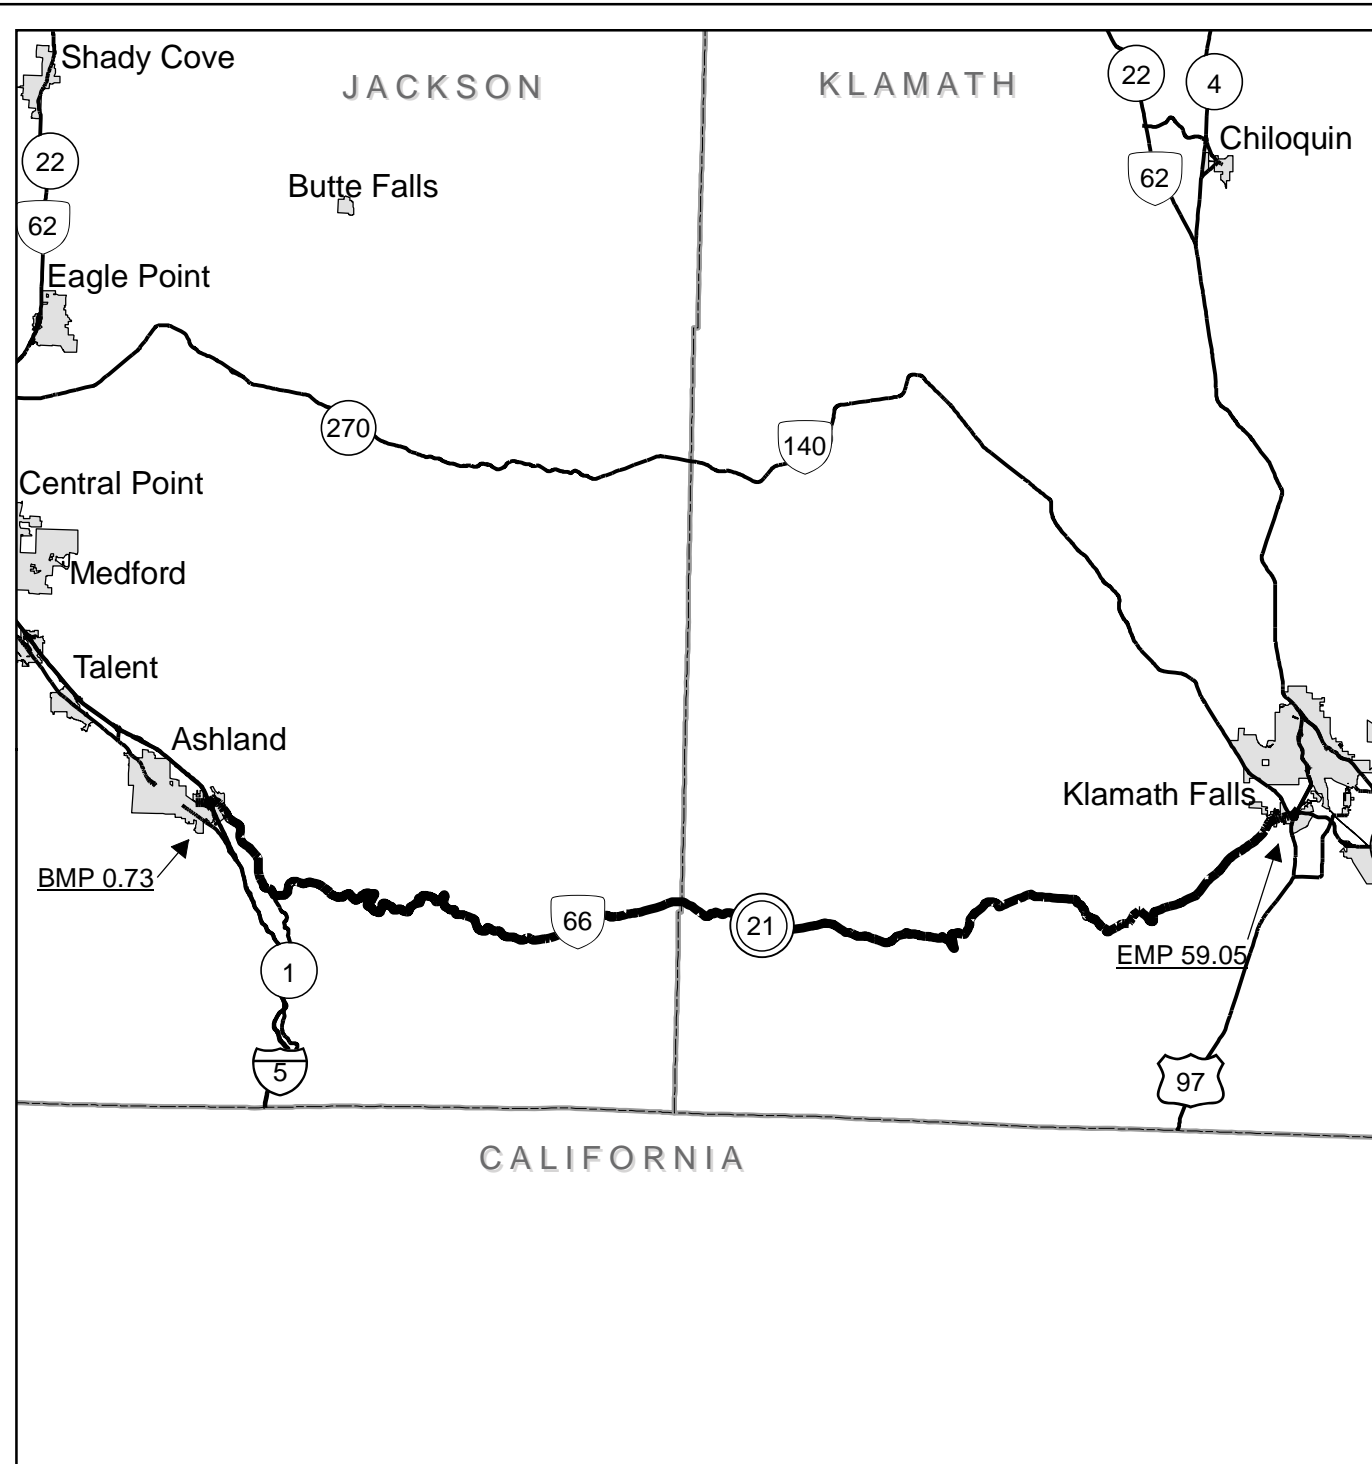 Shady Cove
JACKSON
KLAMATH
22
4
Chiloquin
22
62
Butte Falls
62
Eagle Point
270
140
Central Point
Medford
Talent
Ashland
Klamath Falls
BMP 0.73
66
21
EMP 59.05
1
5
97
CALIFORNIA